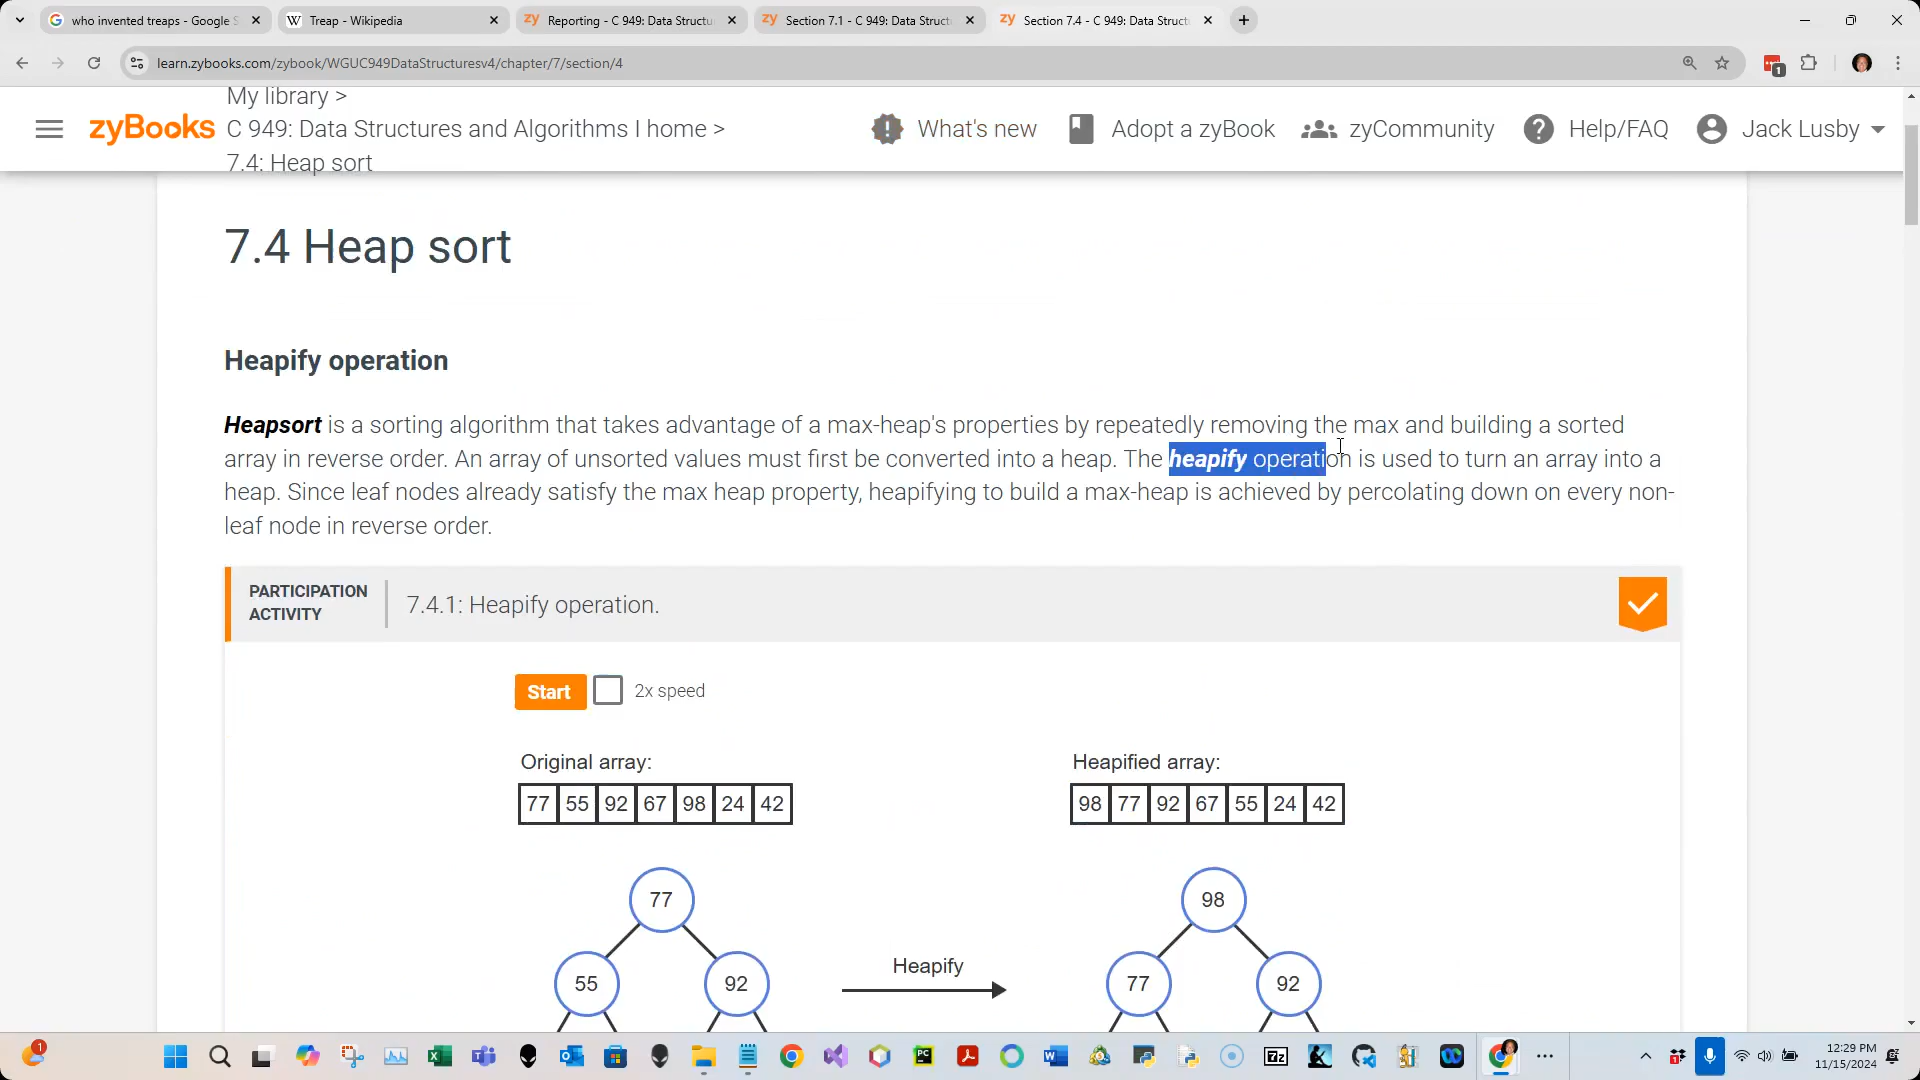 who invented treaps - Google S
Treap - Wikipedia
Reporting - C 949: Data Structu
Section 7.1 - C 949: Data Struct
Section 7.4 - C 949: Data Struct
learn.zybooks.com/zybook/WGUC949DataStructuresv4/chapter/7/section/4
1
My library >
zyBooks
C 949: Data Structures and Algorithms I home >
7.4: Heap sort
What's new
Adopt a zyBook
zyCommunity
Help/FAQ
Jack Lusby
7.4 Heap sort
Heapify operation
Heapsort is a sorting algorithm that takes advantage of a max-heap's properties by repeatedly removing the max and building a sorted
array in reverse order. An array of unsorted values must first be converted into a heap. The heapify operation is used to turn an array into a
heap. Since leaf nodes already satisfy the max heap property, heapifying to build a max-heap is achieved by percolating down on every non-
leaf node in reverse order.
PARTICIPATION
ACTIVITY
7.4.1: Heapify operation.
Start
2x speed
Original array:
Heapified array:
77 55 92 67 98 24 42
98 77 92 67 55 24 42
77
98
55
92
Heapify
77
92
1
12:29 PM
11/15/2024